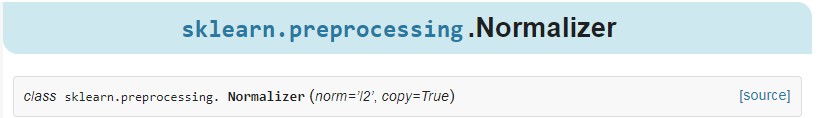 sklearn.preprocessing.Normalizer
class sklearn.preprocessing. Normalizer (norm='l2', copy=True) [source]